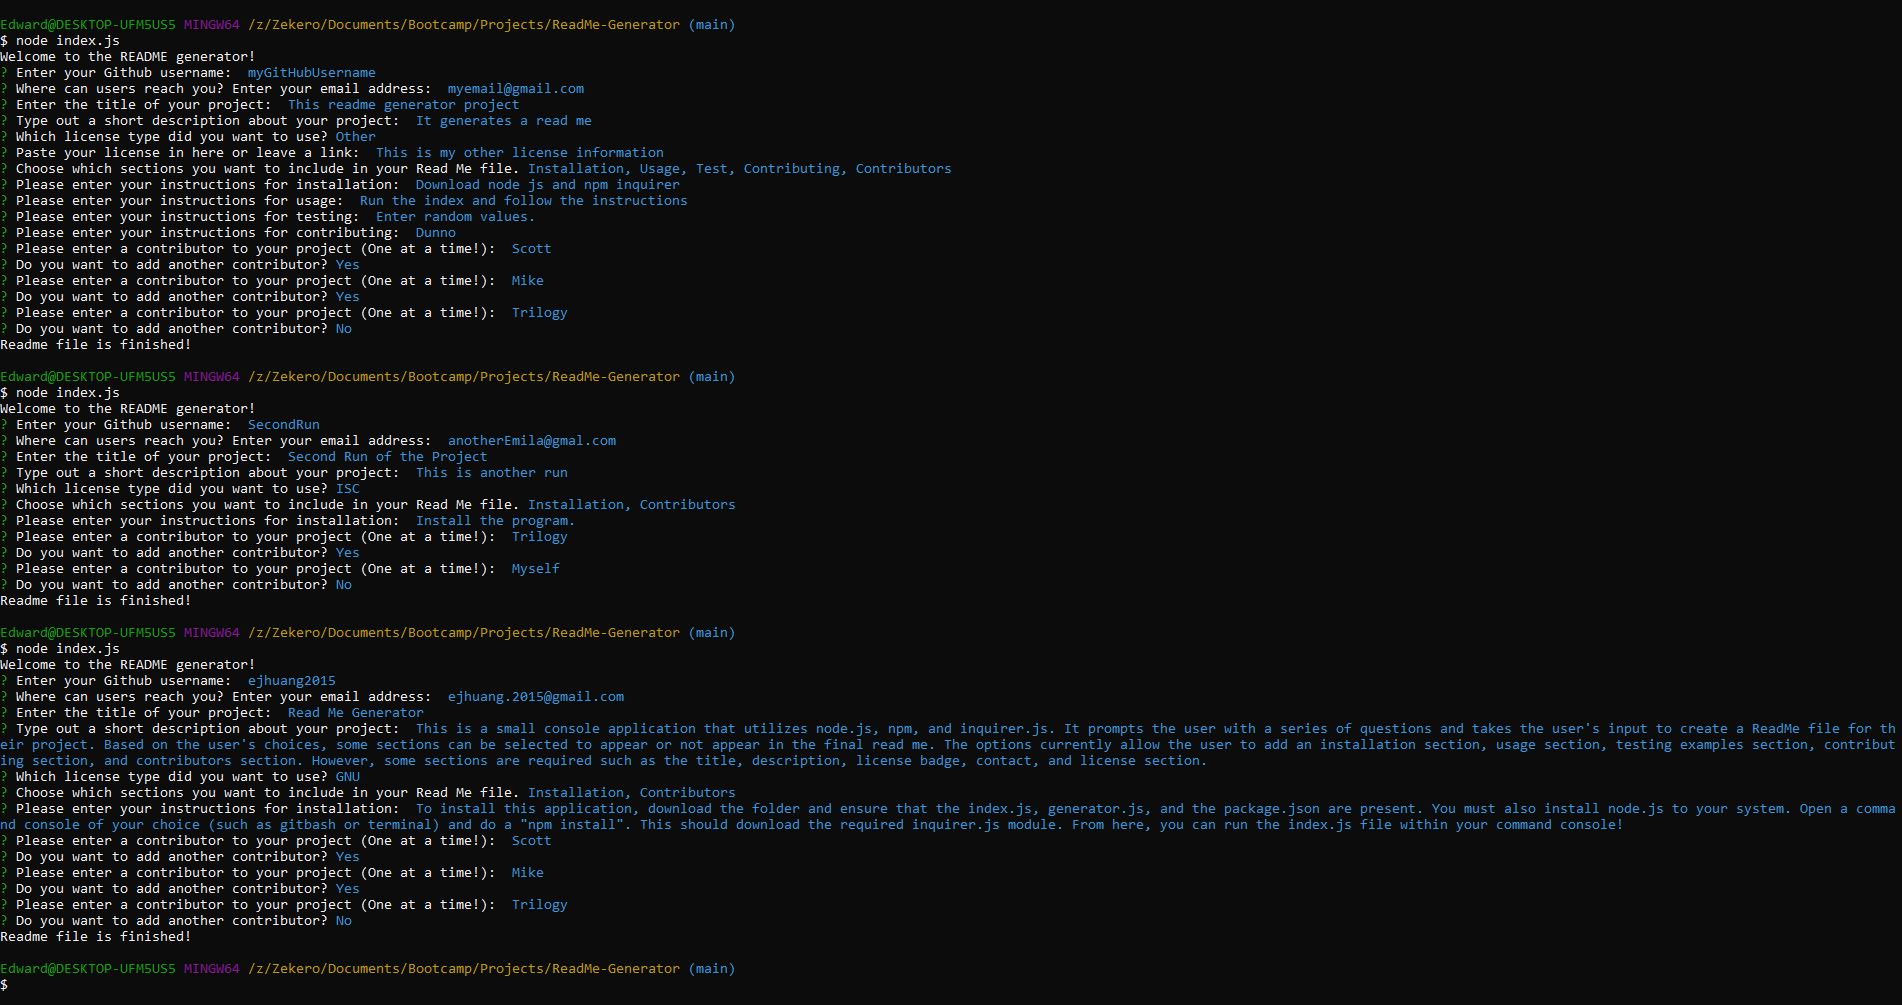 Edward@DESKTOP-UFM5US5 MINGW64 /z/Zekero/Documents/Bootcamp/Projects/ReadMe-Generator (main)
$ node index.js
Welcome to the README generator!
? Enter your Github username:  myGitHubUsername
? Where can users reach you? Enter your email address:  myemail@gmail.com
? Enter the title of your project:  This readme generator project
? Type out a short description about your project:  It generates a read me
? Which license type did you want to use? Other
? Paste your license in here or leave a link:  This is my other license information
? Choose which sections you want to include in your Read Me file. Installation, Usage, Test, Contributing, Contributors
? Please enter your instructions for installation:  Download node js and npm inquirer
? Please enter your instructions for usage:  Run the index and follow the instructions
? Please enter your instructions for testing:  Enter random values.
? Please enter your instructions for contributing:  Dunno
? Please enter a contributor to your project (One at a time!):  Scott
? Do you want to add another contributor? Yes
? Please enter a contributor to your project (One at a time!):  Mike
? Do you want to add another contributor? Yes
? Please enter a contributor to your project (One at a time!):  Trilogy
? Do you want to add another contributor? No
Readme file is finished!
Edward@DESKTOP-UFM5US5 MINGW64 /z/Zekero/Documents/Bootcamp/Projects/ReadMe-Generator (main)
$ node index.js
Welcome to the README generator!
? Enter your Github username:  SecondRun
? Where can users reach you? Enter your email address:  anotherEmila@gmal.com
? Enter the title of your project:  Second Run of the Project
? Type out a short description about your project:  This is another run
? Which license type did you want to use? ISC
? Choose which sections you want to include in your Read Me file. Installation, Contributors
? Please enter your instructions for installation:  Install the program.
? Please enter a contributor to your project (One at a time!):  Trilogy
? Do you want to add another contributor? Yes
? Please enter a contributor to your project (One at a time!):  Myself
? Do you want to add another contributor? No
Readme file is finished!
Edward@DESKTOP-UFM5US5 MINGW64 /z/Zekero/Documents/Bootcamp/Projects/ReadMe-Generator (main)
$ node index.js
Welcome to the README generator!
? Enter your Github username:  ejhuang2015
? Where can users reach you? Enter your email address:  ejhuang.2015@gmail.com
? Enter the title of your project:  Read Me Generator
? Type out a short description about your project:  This is a small console application that utilizes node.js, npm, and inquirer.js. It prompts the user with a series of questions and takes the user's input to create a ReadMe file for th
eir project. Based on the user's choices, some sections can be selected to appear or not appear in the final read me. The options currently allow the user to add an installation section, usage section, testing examples section, contribut
ing section, and contributors section. However, some sections are required such as the title, description, license badge, contact, and license section.
? Which license type did you want to use? GNU
? Choose which sections you want to include in your Read Me file. Installation, Contributors
? Please enter your instructions for installation:  To install this application, download the folder and ensure that the index.js, generator.js, and the package.json are present. You must also install node.js to your system. Open a comma
nd console of your choice (such as gitbash or terminal) and do a "npm install". This should download the required inquirer.js module. From here, you can run the index.js file within your command console!
? Please enter a contributor to your project (One at a time!):  Scott
? Do you want to add another contributor? Yes
? Please enter a contributor to your project (One at a time!):  Mike
? Do you want to add another contributor? Yes
? Please enter a contributor to your project (One at a time!):  Trilogy
? Do you want to add another contributor? No
Readme file is finished!
Edward@DESKTOP-UFM5US5 MINGW64 /z/Zekero/Documents/Bootcamp/Projects/ReadMe-Generator (main)
$